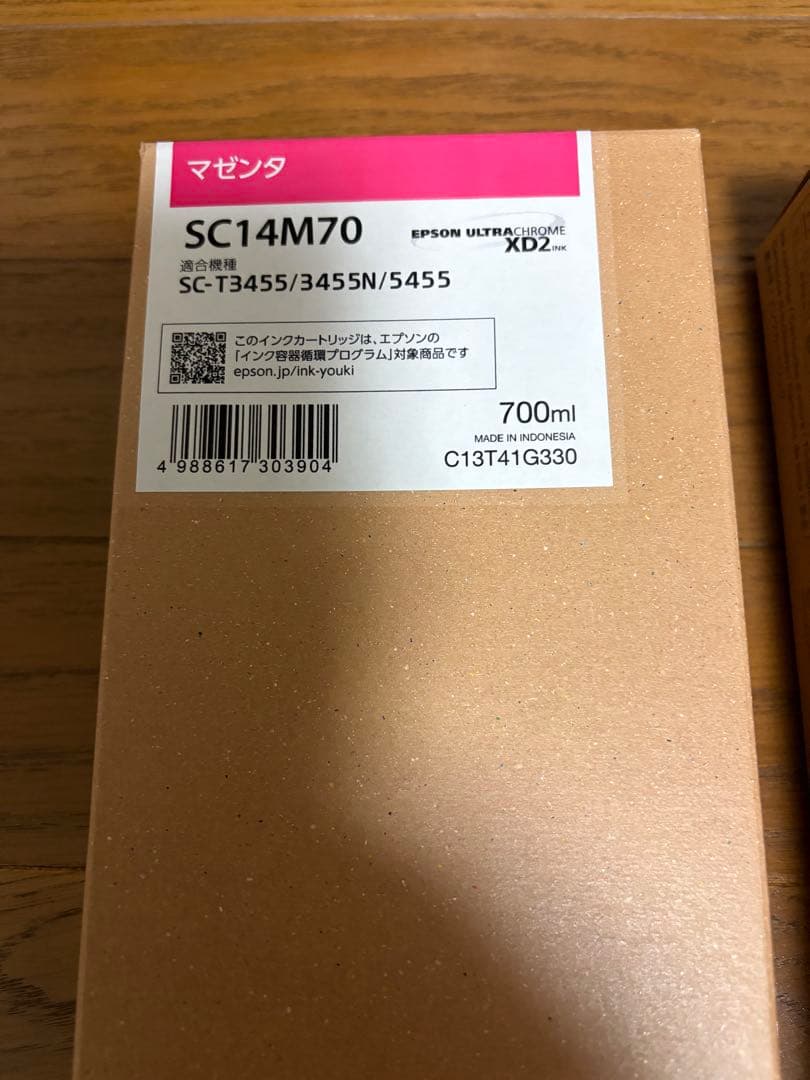 マゼンタ
SC14M70
EPSON ULTRACHROME
XD2 INK
適合機種
SC-T3455/3455N/5455
このインクカートリッジは、エプソンの
「インク容器循環プログラム」対象商品です
epson.jp/ink-youki
700ml
MADE IN INDONESIA
C13T41G330
4 988617 303904